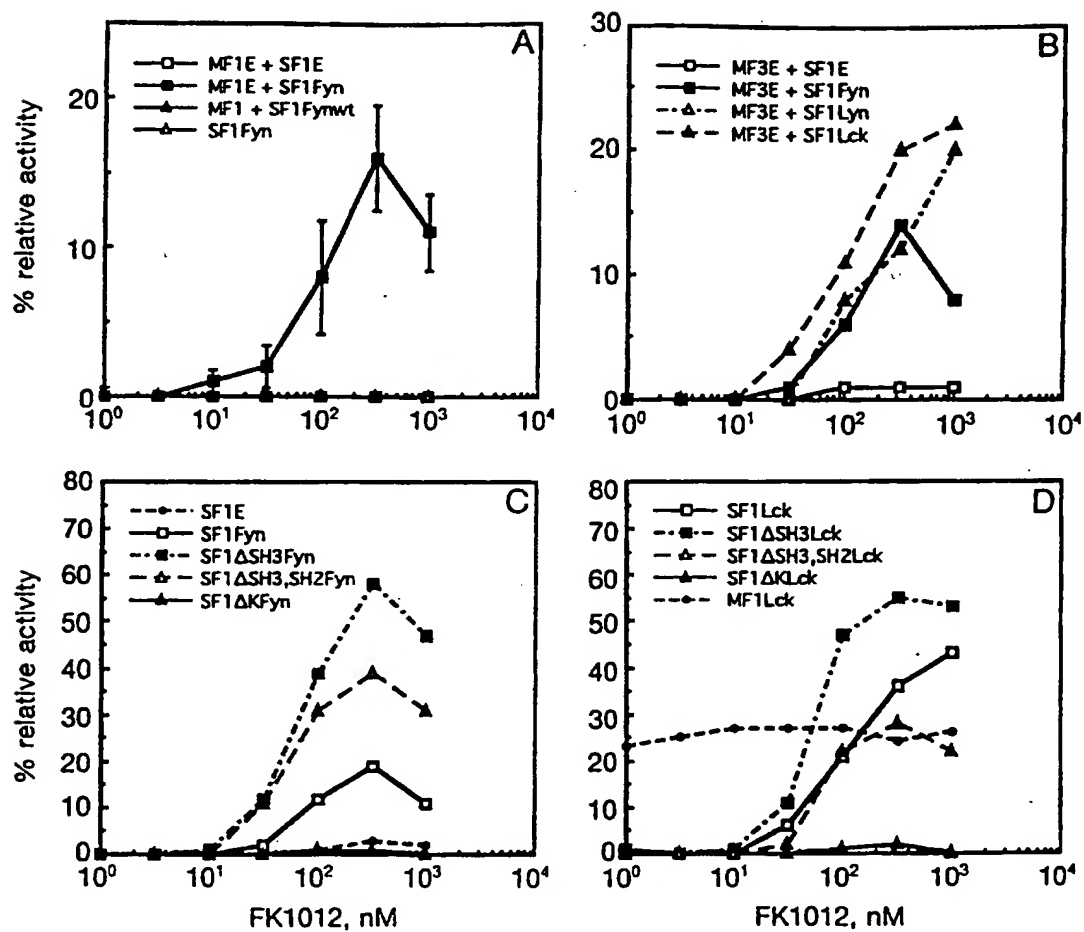 A
MF1E + SF1E
MF1E + SF1Fyn
MF1 + SF1Fynwt
SF1Fyn
% relative activity
20
10
0
10⁰ 10¹ 10² 10³ 10⁴
B
MF3E + SF1E
MF3E + SF1Fyn
MF3E + SF1Lyn
MF3E + SF1Lck
30
20
10
0
10⁰ 10¹ 10² 10³ 10⁴
C
SF1E
SF1Fyn
SF1ΔSH3Fyn
SF1ΔSH3,SH2Fyn
SF1ΔKFyn
% relative activity
80
70
60
50
40
30
20
10
0
10⁰ 10¹ 10² 10³ 10⁴
FK1012, nM
D
SF1Lck
SF1ΔSH3Lck
SF1ΔSH3,SH2Lck
SF1ΔKLck
MF1Lck
80
70
60
50
40
30
20
10
0
10⁰ 10¹ 10² 10³ 10⁴
FK1012, nM